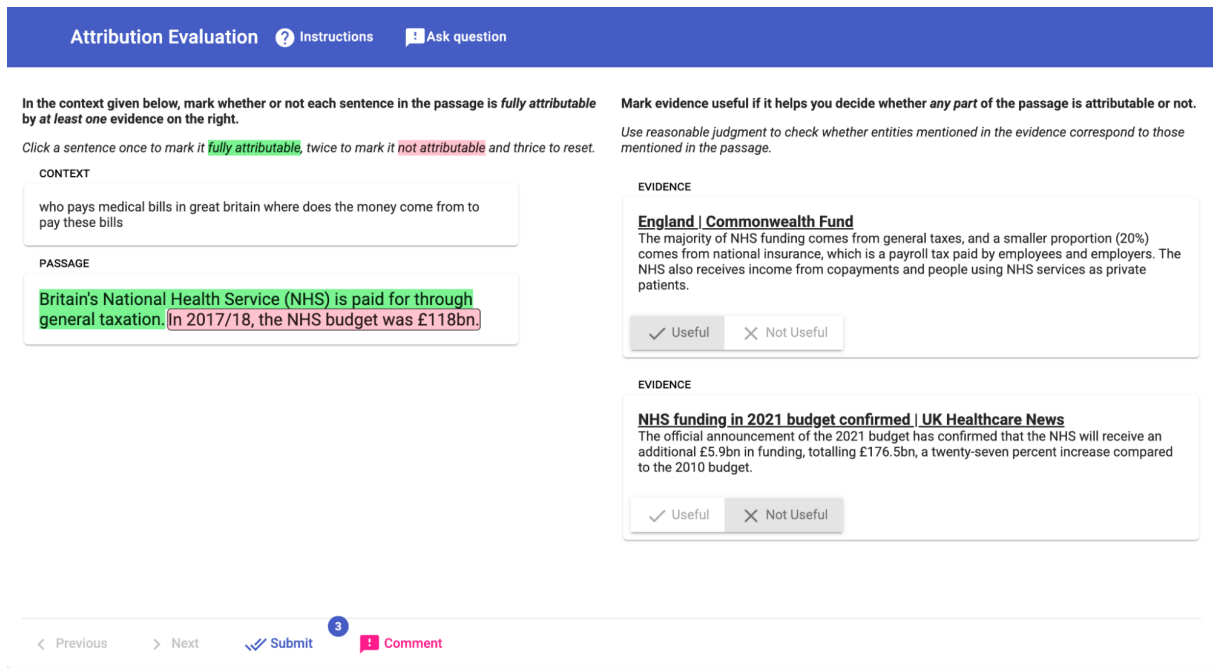 Attribution Evaluation ? Instructions ! Ask question
In the context given below, mark whether or not each sentence in the passage is fully attributable
by at least one evidence on the right.
Click a sentence once to mark it fully attributable, twice to mark it not attributable and thrice to reset.
CONTEXT
who pays medical bills in great britain where does the money come from to
pay these bills
PASSAGE
Britain's National Health Service (NHS) is paid for through
general taxation. In 2017/18, the NHS budget was £118bn.
Mark evidence useful if it helps you decide whether any part of the passage is attributable or not.
Use reasonable judgment to check whether entities mentioned in the evidence correspond to those
mentioned in the passage.
EVIDENCE
England | Commonwealth Fund
The majority of NHS funding comes from general taxes, and a smaller proportion (20%)
comes from national insurance, which is a payroll tax paid by employees and employers. The
NHS also receives income from copayments and people using NHS services as private
patients.
Useful Not Useful
EVIDENCE
NHS funding in 2021 budget confirmed | UK Healthcare News
The official announcement of the 2021 budget has confirmed that the NHS will receive an
additional £5.9bn in funding, totalling £176.5bn, a twenty-seven percent increase compared
to the 2010 budget.
Useful Not Useful
Previous Next Submit 3 ! Comment